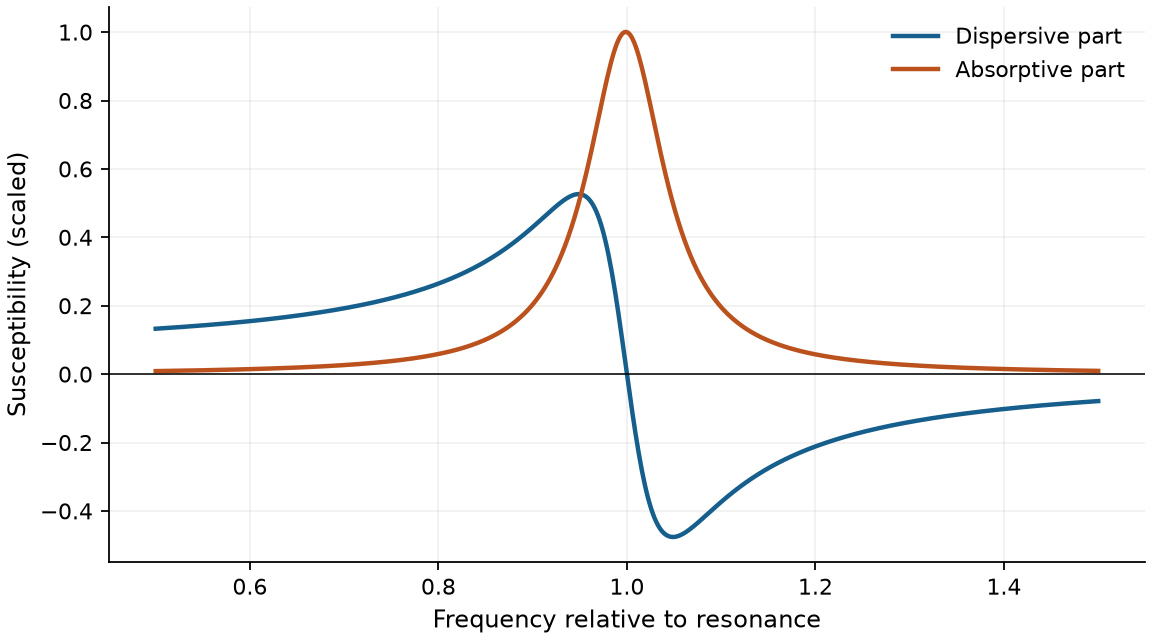 Dispersive part
Absorptive part
Susceptibility (scaled)
1.0
0.8
0.6
0.4
0.2
0.0
−0.2
−0.4
0.6 0.8 1.0 1.2 1.4
Frequency relative to resonance